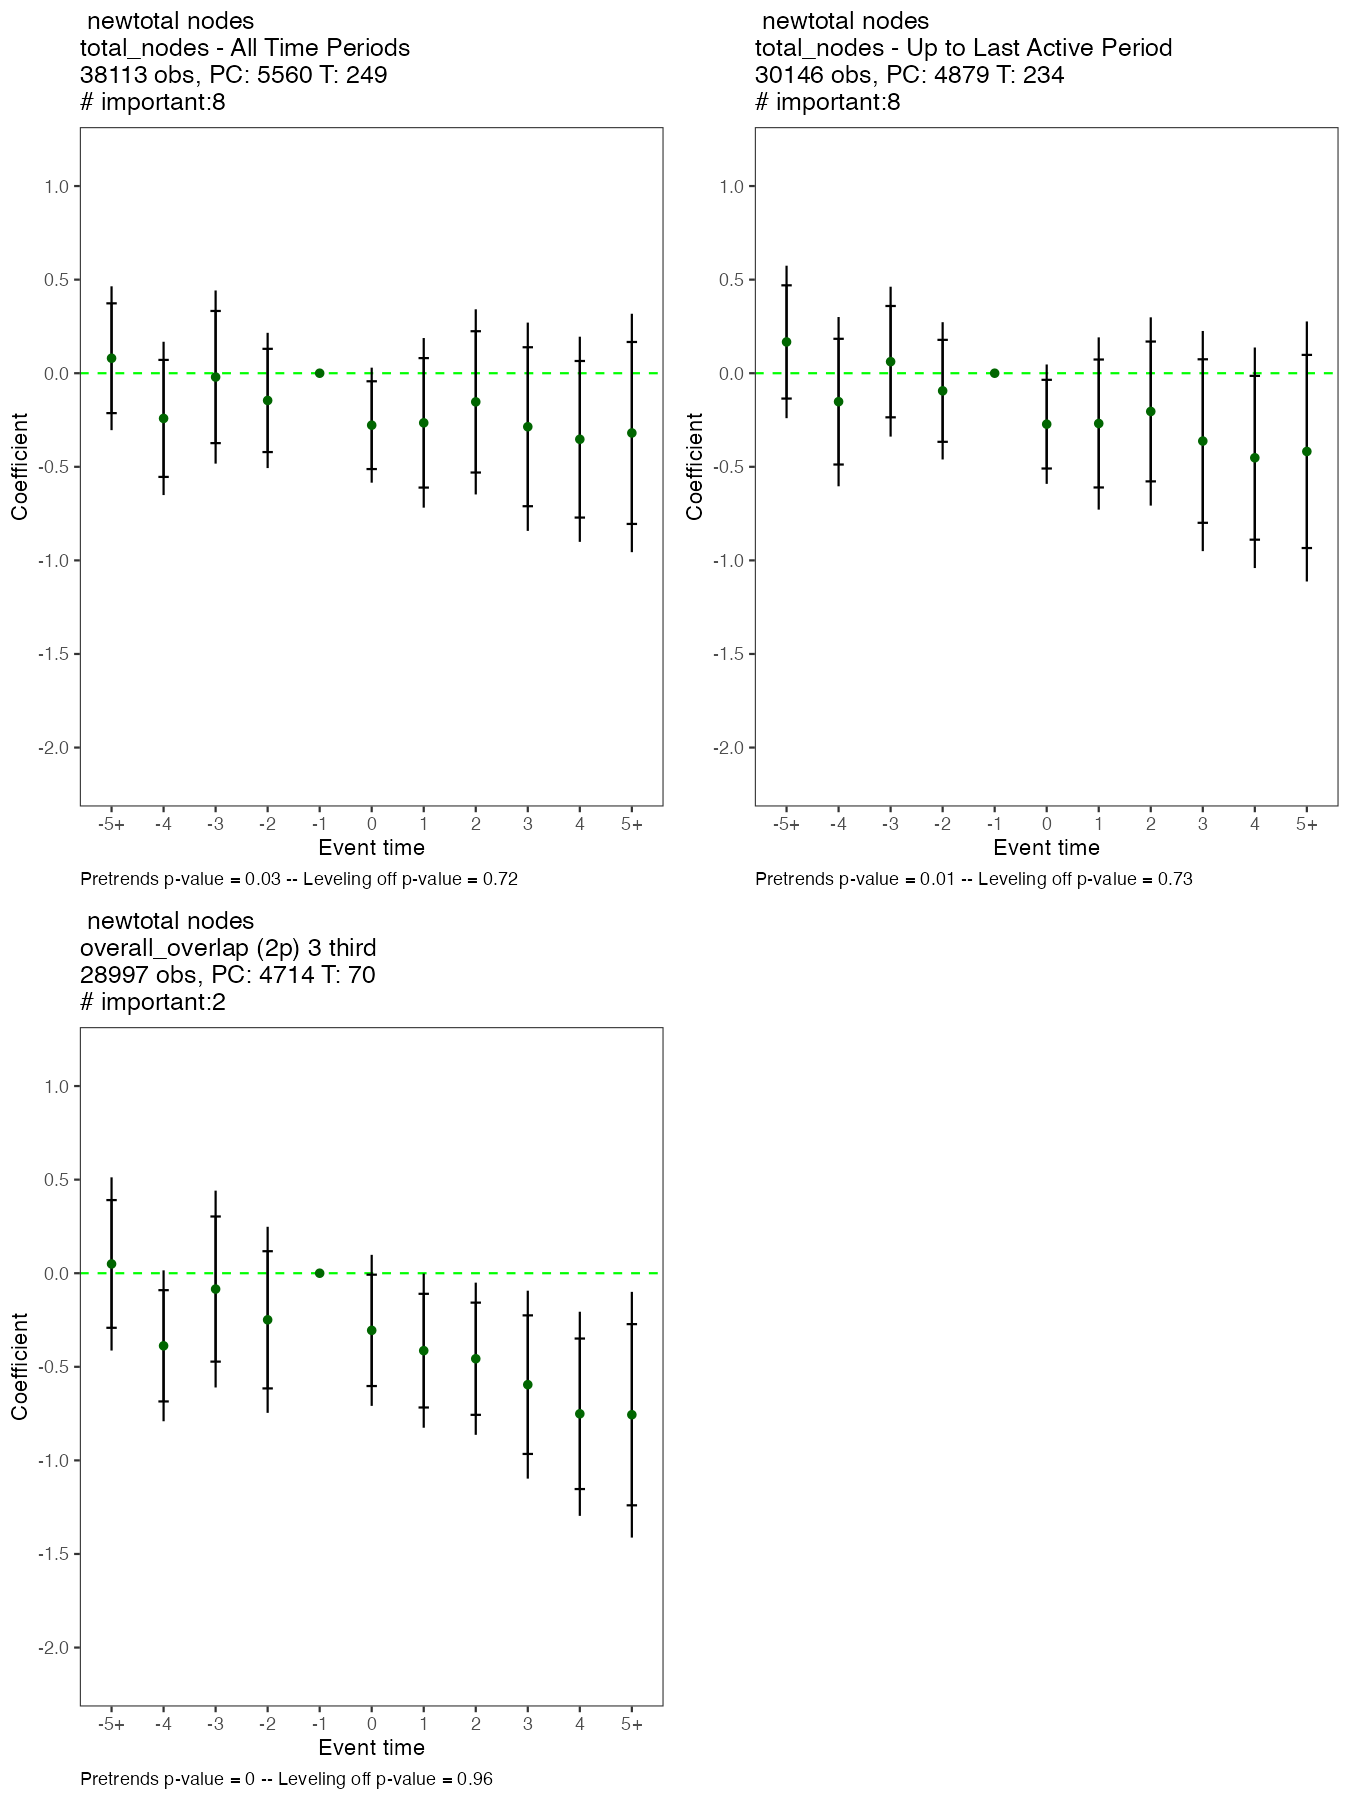 newtotal nodes
total_nodes - All Time Periods
38113 obs, PC: 5560 T: 249
# important:8
Coefficient
1.0
0.5
0.0
-0.5
-1.0
-1.5
-2.0
-5+ -4 -3 -2 -1 0 1 2 3 4 5+
Event time
Pretrends p-value = 0.03 -- Leveling off p-value = 0.72
newtotal nodes
total_nodes - Up to Last Active Period
30146 obs, PC: 4879 T: 234
# important:8
Coefficient
1.0
0.5
0.0
-0.5
-1.0
-1.5
-2.0
-5+ -4 -3 -2 -1 0 1 2 3 4 5+
Event time
Pretrends p-value = 0.01 -- Leveling off p-value = 0.73
newtotal nodes
overall_overlap (2p) 3 third
28997 obs, PC: 4714 T: 70
# important:2
Coefficient
1.0
0.5
0.0
-0.5
-1.0
-1.5
-2.0
-5+ -4 -3 -2 -1 0 1 2 3 4 5+
Event time
Pretrends p-value = 0 -- Leveling off p-value = 0.96